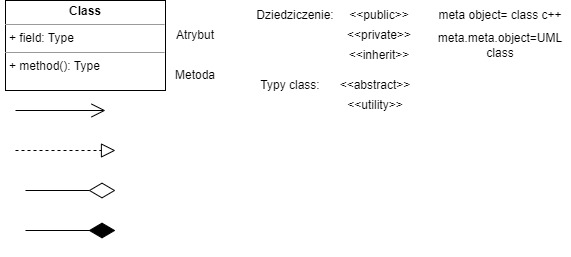 Class
+ field: Type
+ method(): Type
Atrybut
Metoda
Dziedziczenie:
<<public>>
<<private>>
<<inherit>>
Typy class:
<<abstract>>
<<utility>>
meta object= class c++
meta.meta.object=UML
class